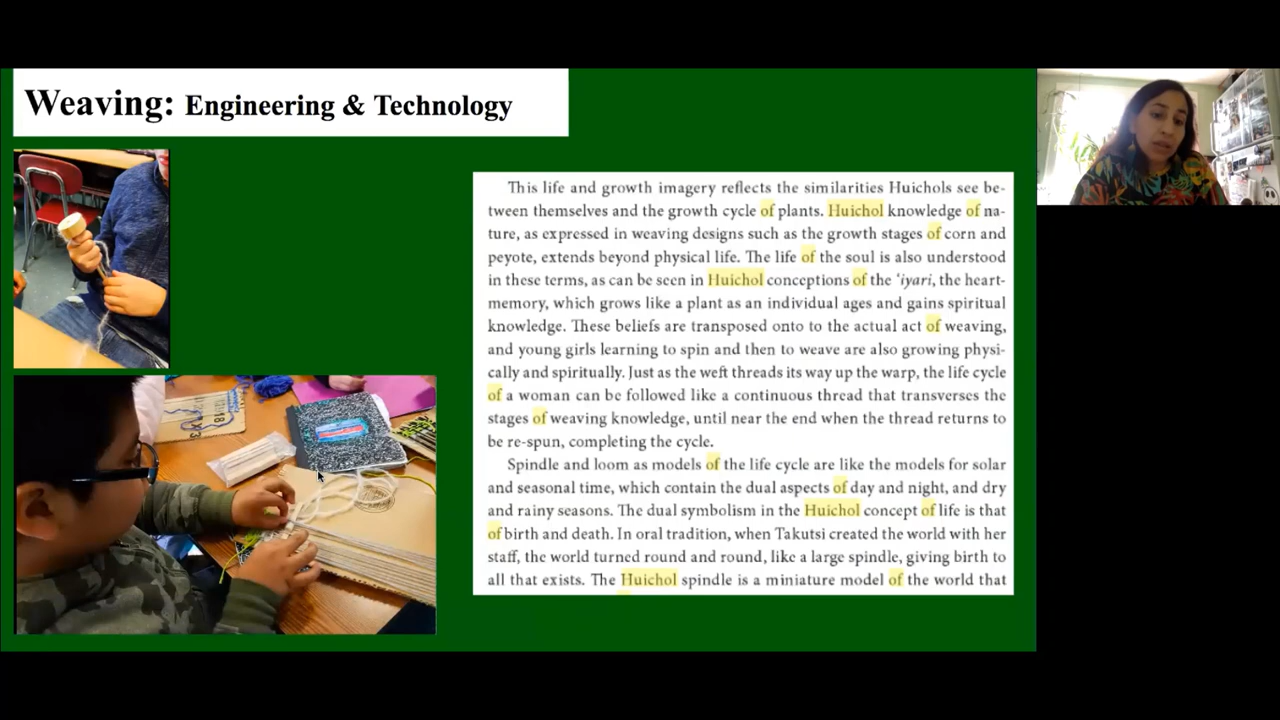 Weaving: Engineering & Technology
This life and growth imagery reflects the similarities Huichols see be-
tween themselves and the growth cycle of plants. Huichol knowledge of na-
ture, as expressed in weaving designs such as the growth stages of corn and
peyote, extends beyond physical life. The life of the soul is also understood
in these terms, as can be seen in Huichol conceptions of the ʻiyari, the heart-
memory, which grows like a plant as an individual ages and gains spiritual
knowledge. These beliefs are transposed onto to the actual act of weaving,
and young girls learning to spin and then to weave are also growing physi-
cally and spiritually. Just as the weft threads its way up the warp, the life cycle
of a woman can be followed like a continuous thread that transverses the
stages of weaving knowledge, until near the end when the thread returns to
be re-spun, completing the cycle.
Spindle and loom as models of the life cycle are like the models for solar
and seasonal time, which contain the dual aspects of day and night, and dry
and rainy seasons. The dual symbolism in the Huichol concept of life is that
of birth and death. In oral tradition, when Takutsi created the world with her
staff, the world turned round and round, like a large spindle, giving birth to
all that exists. The Huichol spindle is a miniature model of the world that